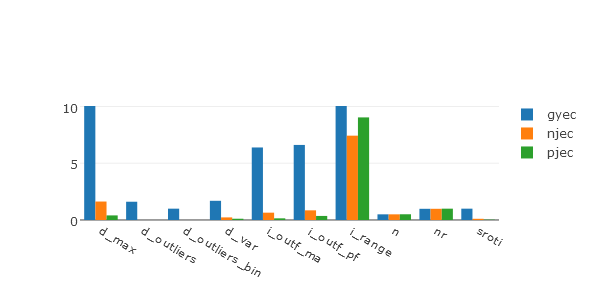 10
5
0
d_max
d_outliers
d_outliers_bin
d_var
i_outf_ma
i_outf_pf
i_range
n
nr
sroti
gyec
njec
pjec